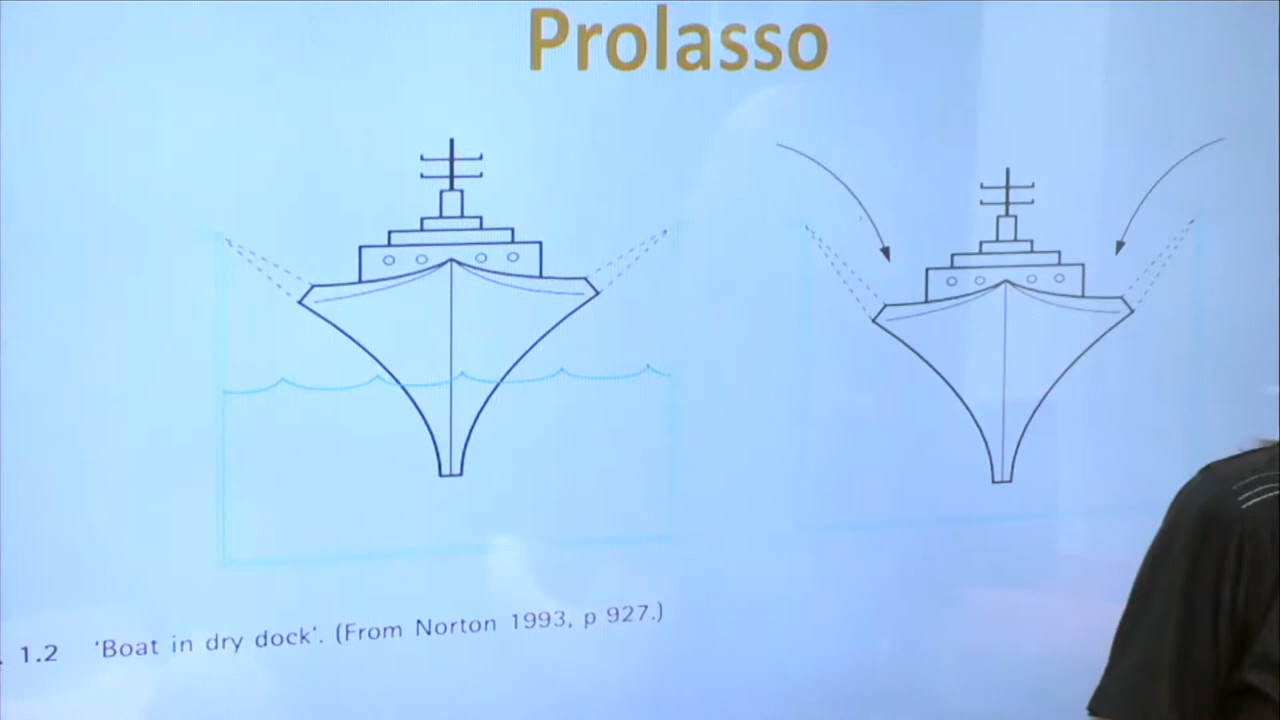 Prolasso
. 1.2 'Boat in dry dock'. (From Norton 1993, p 927.)